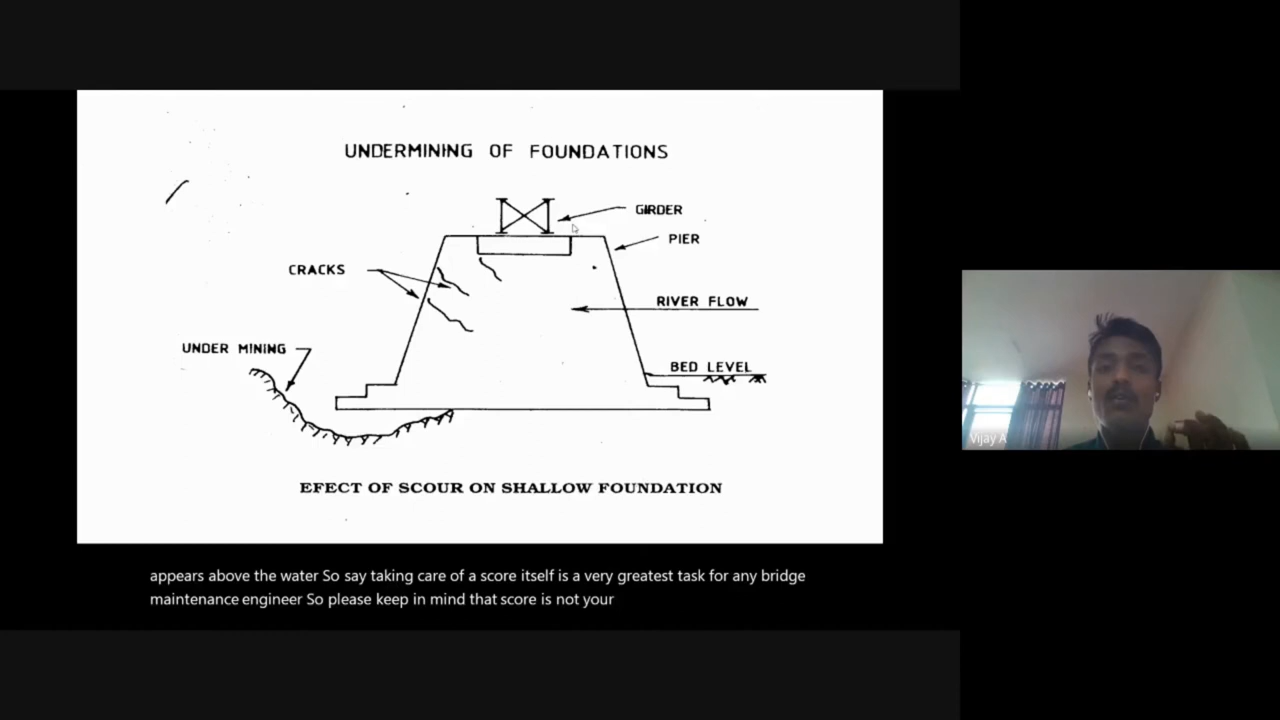 UNDERMINING OF FOUNDATIONS
GIRDER
PIER
CRACKS
RIVER FLOW
UNDER MINING
BED LEVEL
EFECT OF SCOUR ON SHALLOW FOUNDATION
Vijay A
appears above the water So say taking care of a score itself is a very greatest task for any bridge
maintenance engineer So please keep in mind that score is not your